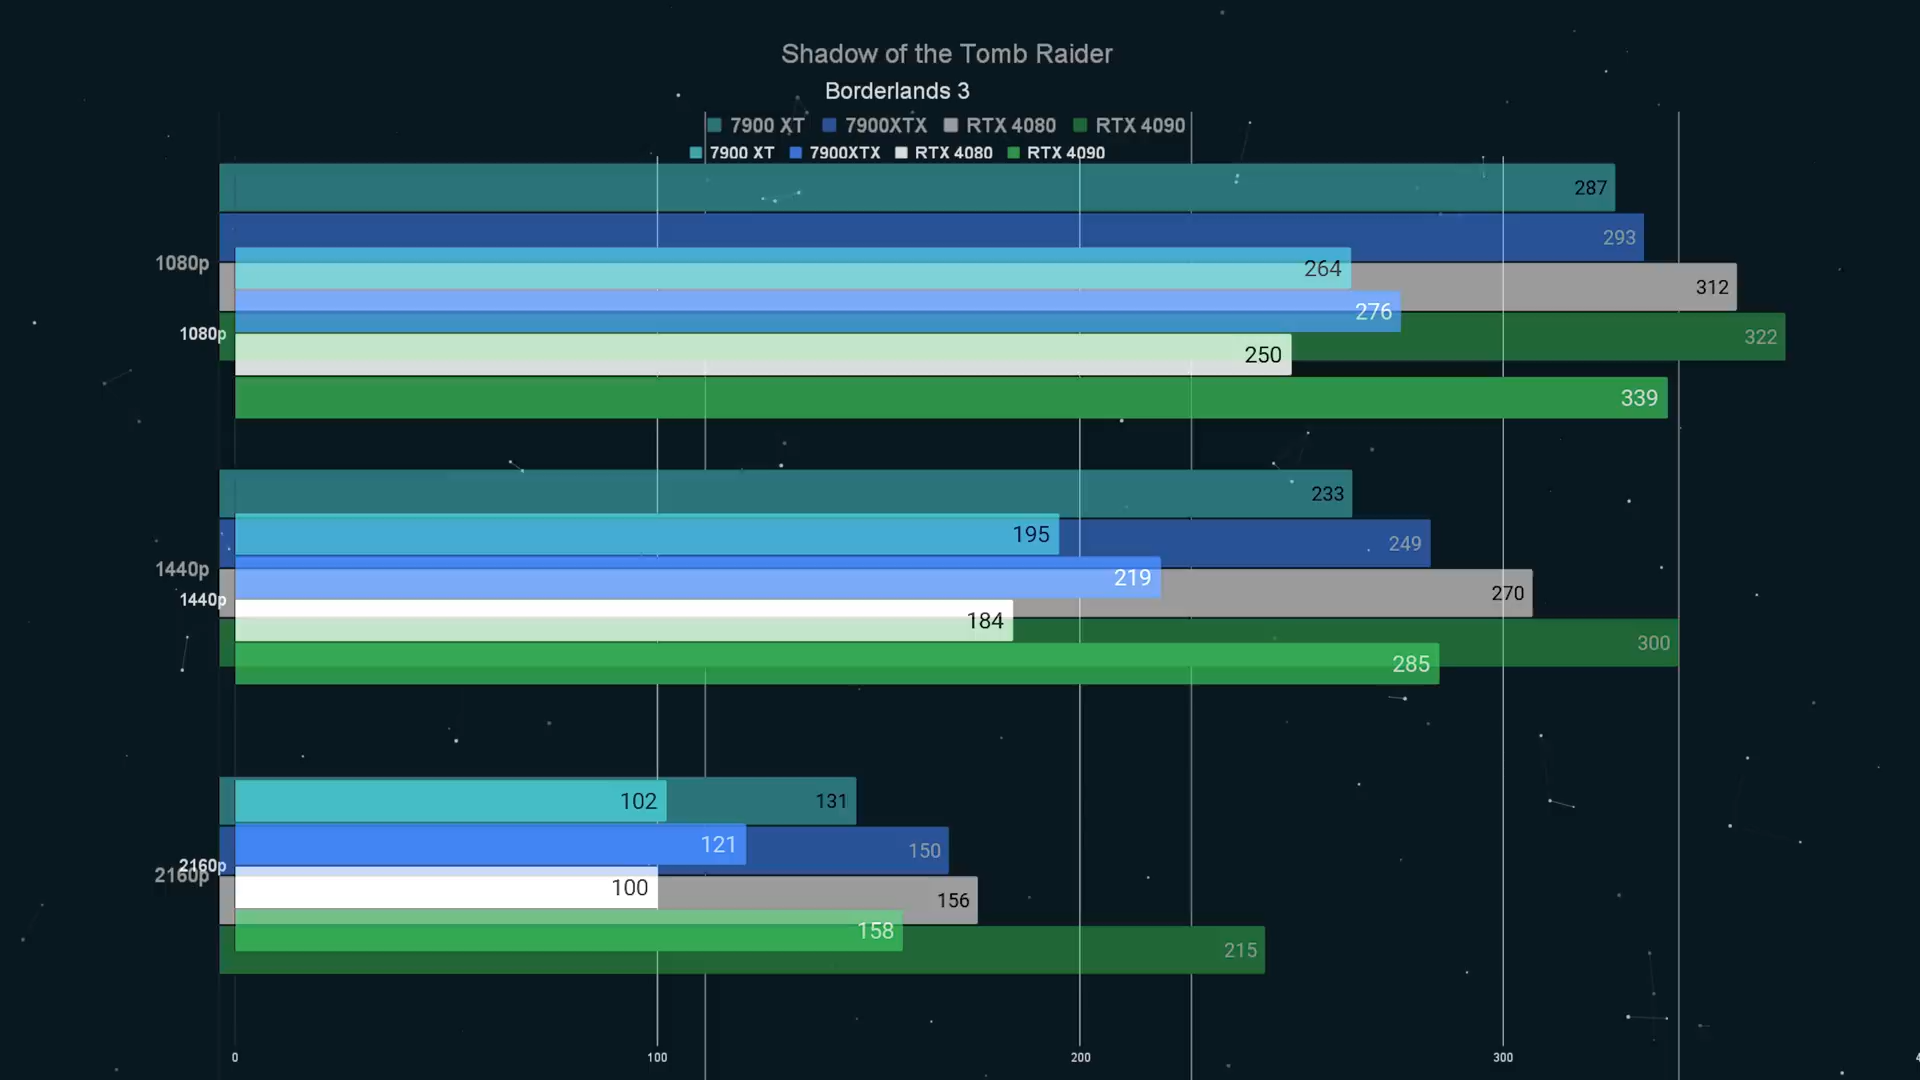 Shadow of the Tomb Raider
Borderlands 3
7900 XT 7900XTX RTX 4080 RTX 4090
7900 XT 7900XTX RTX 4080 RTX 4090
287
293
1080p
264
312
276
1080p
322
250
339
233
195
249
1440p
219
270
1440p
184
300
285
102
131
121
150
2160p
2160p
100
156
158
215
0 100 200 300